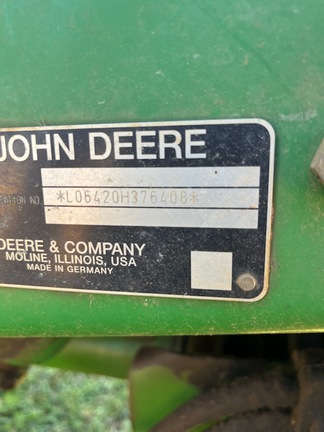 JOHN DEERE
*L06420H376408*
DEERE & COMPANY
MOLINE, ILLINOIS, USA
MADE IN GERMANY